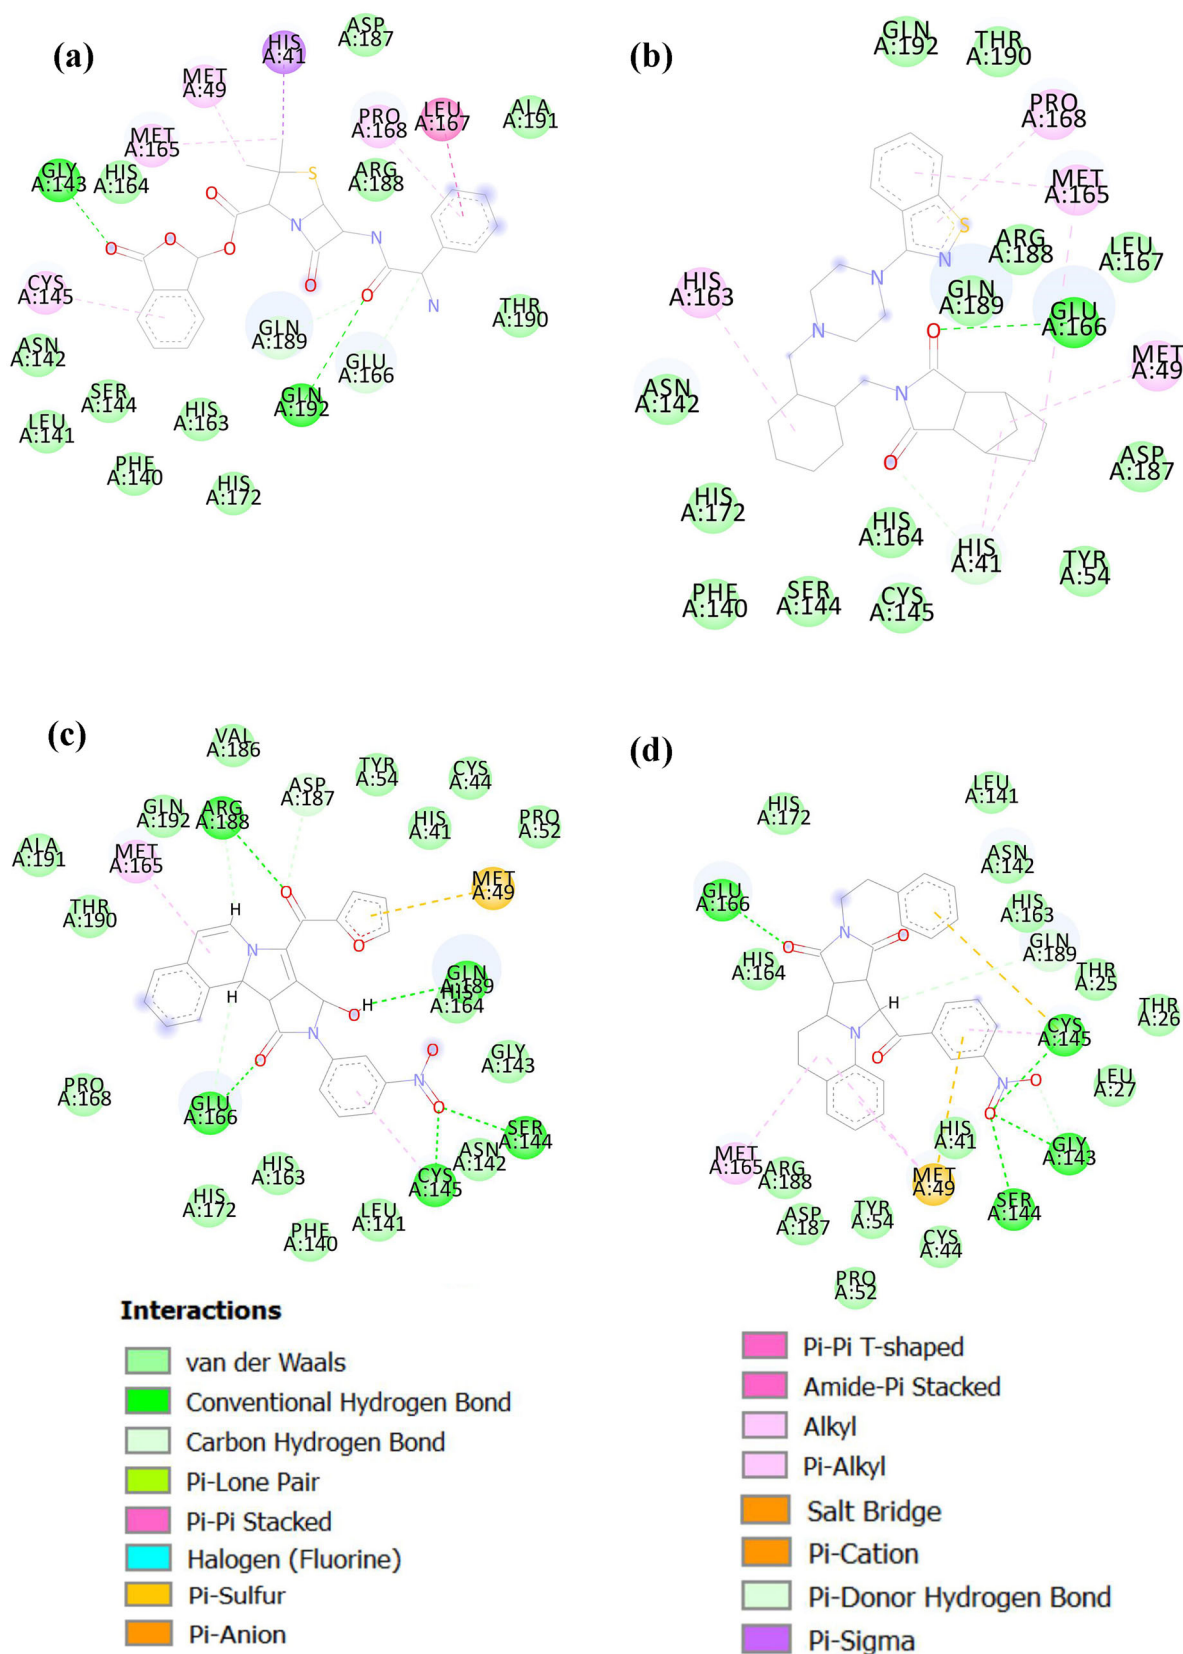 (a)
HIS
A:41
ASP
A:187
MET
A:49
MET
A:165
PRO
A:168
LEU
A:167
ALA
A:191
GLY
A:143
HIS
A:164
ARG
A:188
S
O
O
O
O
N
N
O
O
N
CYS
A:145
GLN
A:189
GLU
A:166
THR
A:190
ASN
A:142
SER
A:144
HIS
A:163
GLN
A:192
LEU
A:141
PHE
A:140
HIS
A:172
(b)
GLN
A:192
THR
A:190
PRO
A:168
MET
A:165
S
N
ARG
A:188
LEU
A:167
HIS
A:163
N
GLN
A:189
GLU
A:166
N
O
MET
A:49
ASN
A:142
N
O
ASP
A:187
HIS
A:172
HIS
A:164
HIS
A:41
TYR
A:54
PHE
A:140
SER
A:144
CYS
A:145
(c)
VAL
A:186
ASP
A:187
TYR
A:54
CYS
A:44
GLN
A:192
ARG
A:188
HIS
A:41
PRO
A:52
ALA
A:191
MET
A:165
MET
A:49
THR
A:190
H
O
O
N
GLN
A:189
HIS
A:164
H
H
O
O
N
O
N
O
GLY
A:143
PRO
A:168
GLU
A:166
SER
A:144
HIS
A:163
ASN
A:142
CYS
A:145
HIS
A:172
LEU
A:141
PHE
A:140
(d)
LEU
A:141
HIS
A:172
ASN
A:142
GLU
A:166
HIS
A:163
GLN
A:189
N
O
O
HIS
A:164
THR
A:25
H
THR
A:26
N
O
CYS
A:145
N
O
O
LEU
A:27
HIS
A:41
GLY
A:143
MET
A:165
ARG
A:188
MET
A:49
SER
A:144
ASP
A:187
TYR
A:54
CYS
A:44
PRO
A:52
Interactions
van der Waals
Conventional Hydrogen Bond
Carbon Hydrogen Bond
Pi-Lone Pair
Pi-Pi Stacked
Halogen (Fluorine)
Pi-Sulfur
Pi-Anion
Pi-Pi T-shaped
Amide-Pi Stacked
Alkyl
Pi-Alkyl
Salt Bridge
Pi-Cation
Pi-Donor Hydrogen Bond
Pi-Sigma